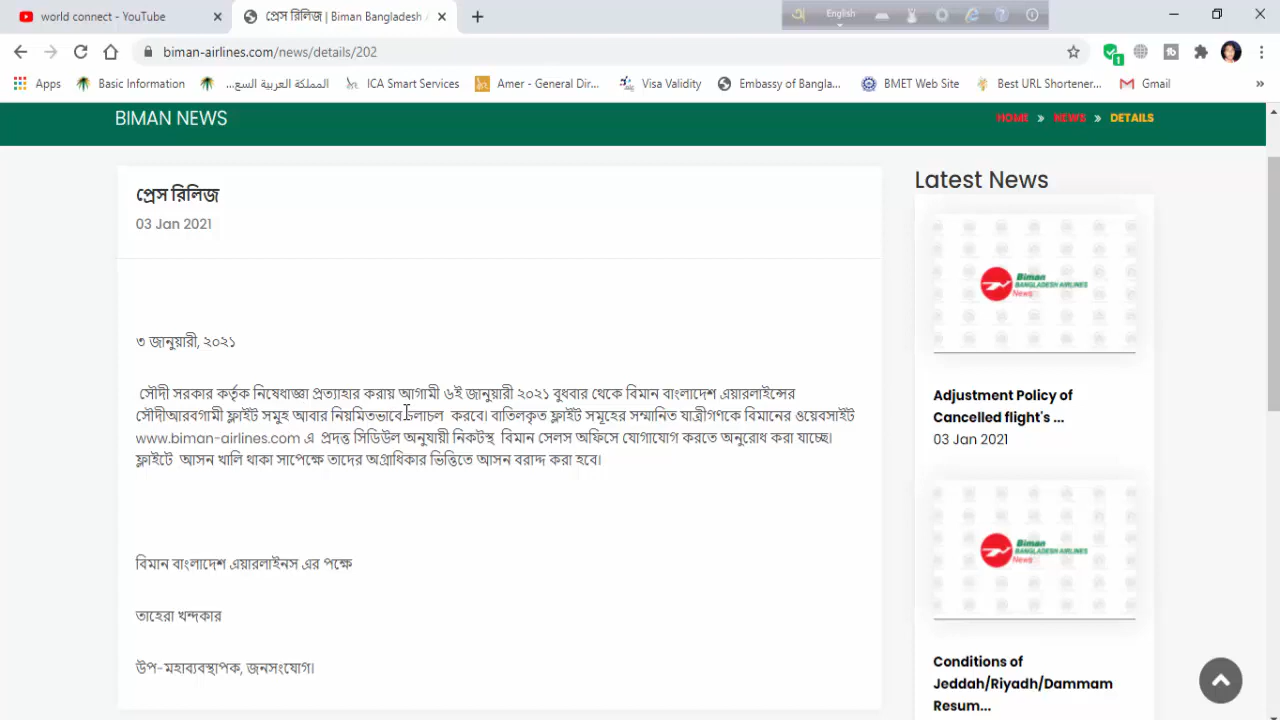 world connect - YouTube
প্রেস রিলিজ | Biman Bangladesh A
English
biman-airlines.com/news/details/202
Apps
Basic Information
المملكة العربية السع...
ICA Smart Services
Amer - General Dir...
Visa Validity
Embassy of Bangla...
BMET Web Site
Best URL Shortener...
Gmail
BIMAN NEWS
HOME » NEWS » DETAILS
প্রেস রিলিজ
03 Jan 2021
৩ জানুয়ারী, ২০২১
সৌদী সরকার কর্তৃক নিষেধাজ্ঞা প্রত্যাহার করায় আগামী ৬ই জানুয়ারী ২০২১ বুধবার থেকে বিমান বাংলাদেশ এয়ারলাইন্সের
সৌদীআরবগামী ফ্লাইট সমুহ আবার নিয়মিতভাবে চলাচল করবে। বাতিলকৃত ফ্লাইট সমূহের সম্মানিত যাত্রীগণকে বিমানের ওয়েবসাইট
www.biman-airlines.com এ প্রদত্ত সিডিউল অনুযায়ী নিকটস্থ বিমান সেলস অফিসে যোগাযোগ করতে অনুরোধ করা যাচ্ছে।
ফ্লাইটে আসন খালি থাকা সাপেক্ষে তাদের অগ্রাধিকার ভিত্তিতে আসন বরাদ্দ করা হবে।
বিমান বাংলাদেশ এয়ারলাইনস এর পক্ষে
তাহেরা খন্দকার
উপ-মহাব্যবস্থাপক, জনসংযোগ।
Latest News
Biman
BANGLADESH AIRLINES
News
Adjustment Policy of
Cancelled flight's ...
03 Jan 2021
Biman
BANGLADESH AIRLINES
News
Conditions of
Jeddah/Riyadh/Dammam
Resum...